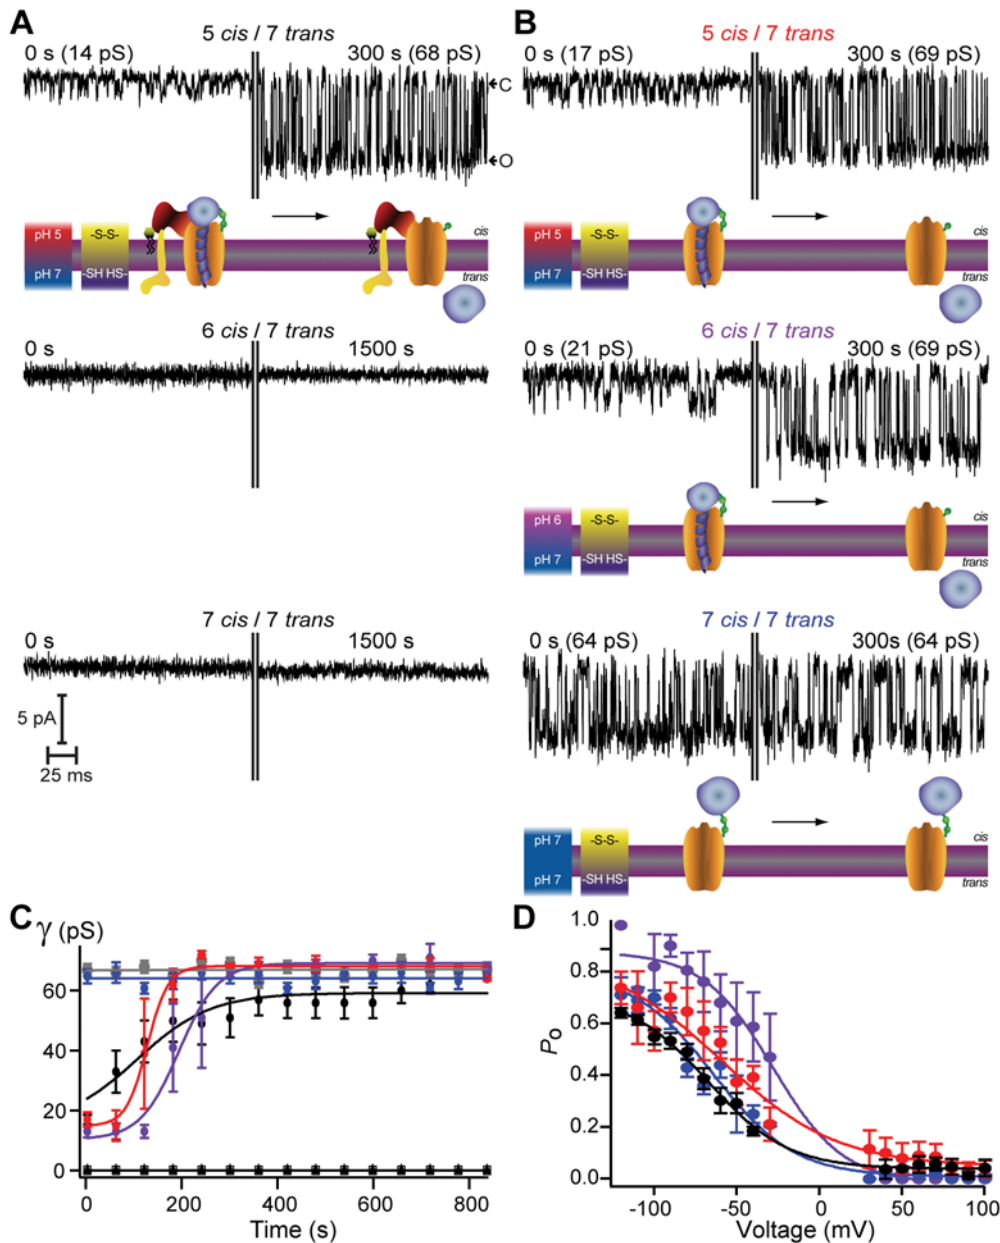 A
5 cis / 7 trans
0 s (14 pS)
300 s (68 pS)
C
O
pH 5
-S-S-
cis
pH 7
-SH HS-
trans
6 cis / 7 trans
0 s
1500 s
7 cis / 7 trans
0 s
1500 s
5 pA
25 ms
B
5 cis / 7 trans
0 s (17 pS)
300 s (69 pS)
pH 5
-S-S-
cis
pH 7
-SH HS-
trans
6 cis / 7 trans
0 s (21 pS)
300 s (69 pS)
pH 6
-S-S-
cis
pH 7
-SH HS-
trans
7 cis / 7 trans
0 s (64 pS)
300s (64 pS)
pH 7
-S-S-
cis
pH 7
-SH HS-
trans
C
γ (pS)
60
40
20
0
0 200 400 600 800
Time (s)
D
Po
1.0
0.8
0.6
0.4
0.2
0.0
-100 -50 0 50 100
Voltage (mV)